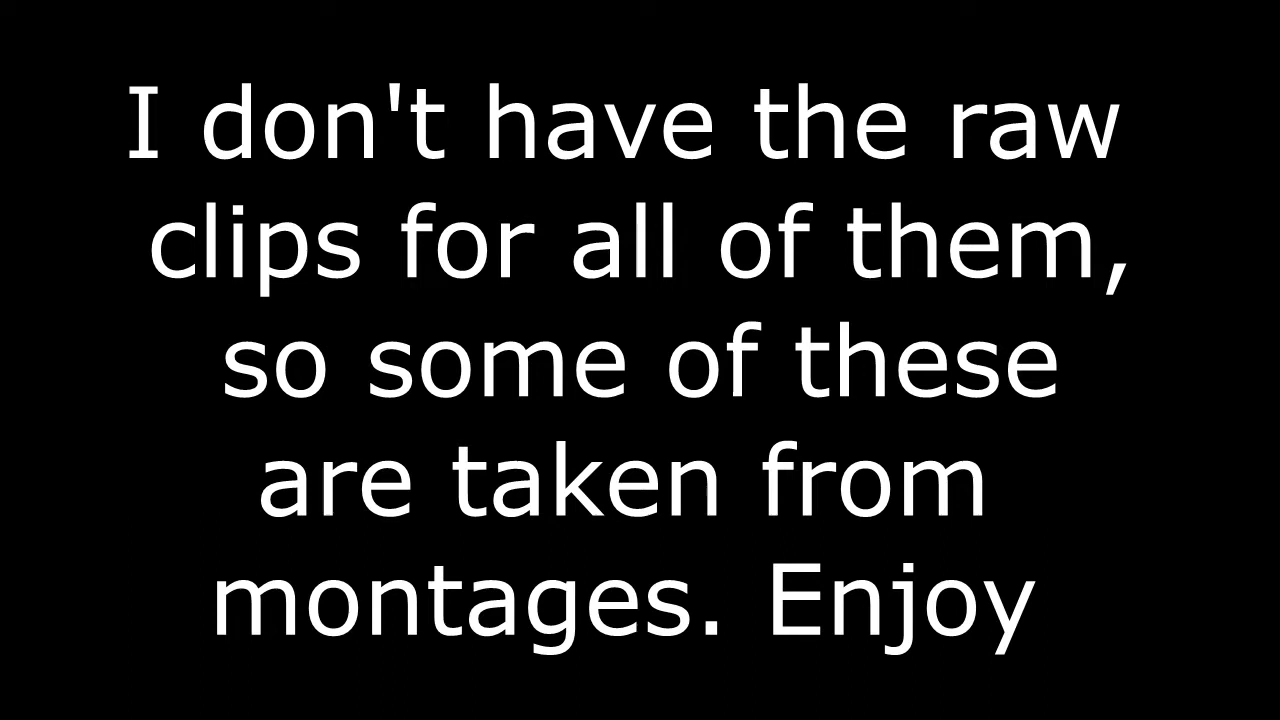 I don't have the raw
clips for all of them,
so some of these
are taken from
montages. Enjoy